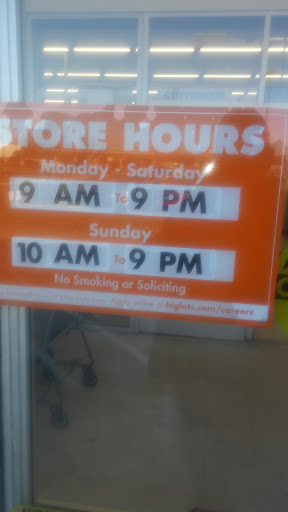 STORE HOURS
Monday - Saturday
9 AM To 9 PM
Sunday
10 AM To 9 PM
No Smoking or Soliciting
Apply online at biglots.com/careers